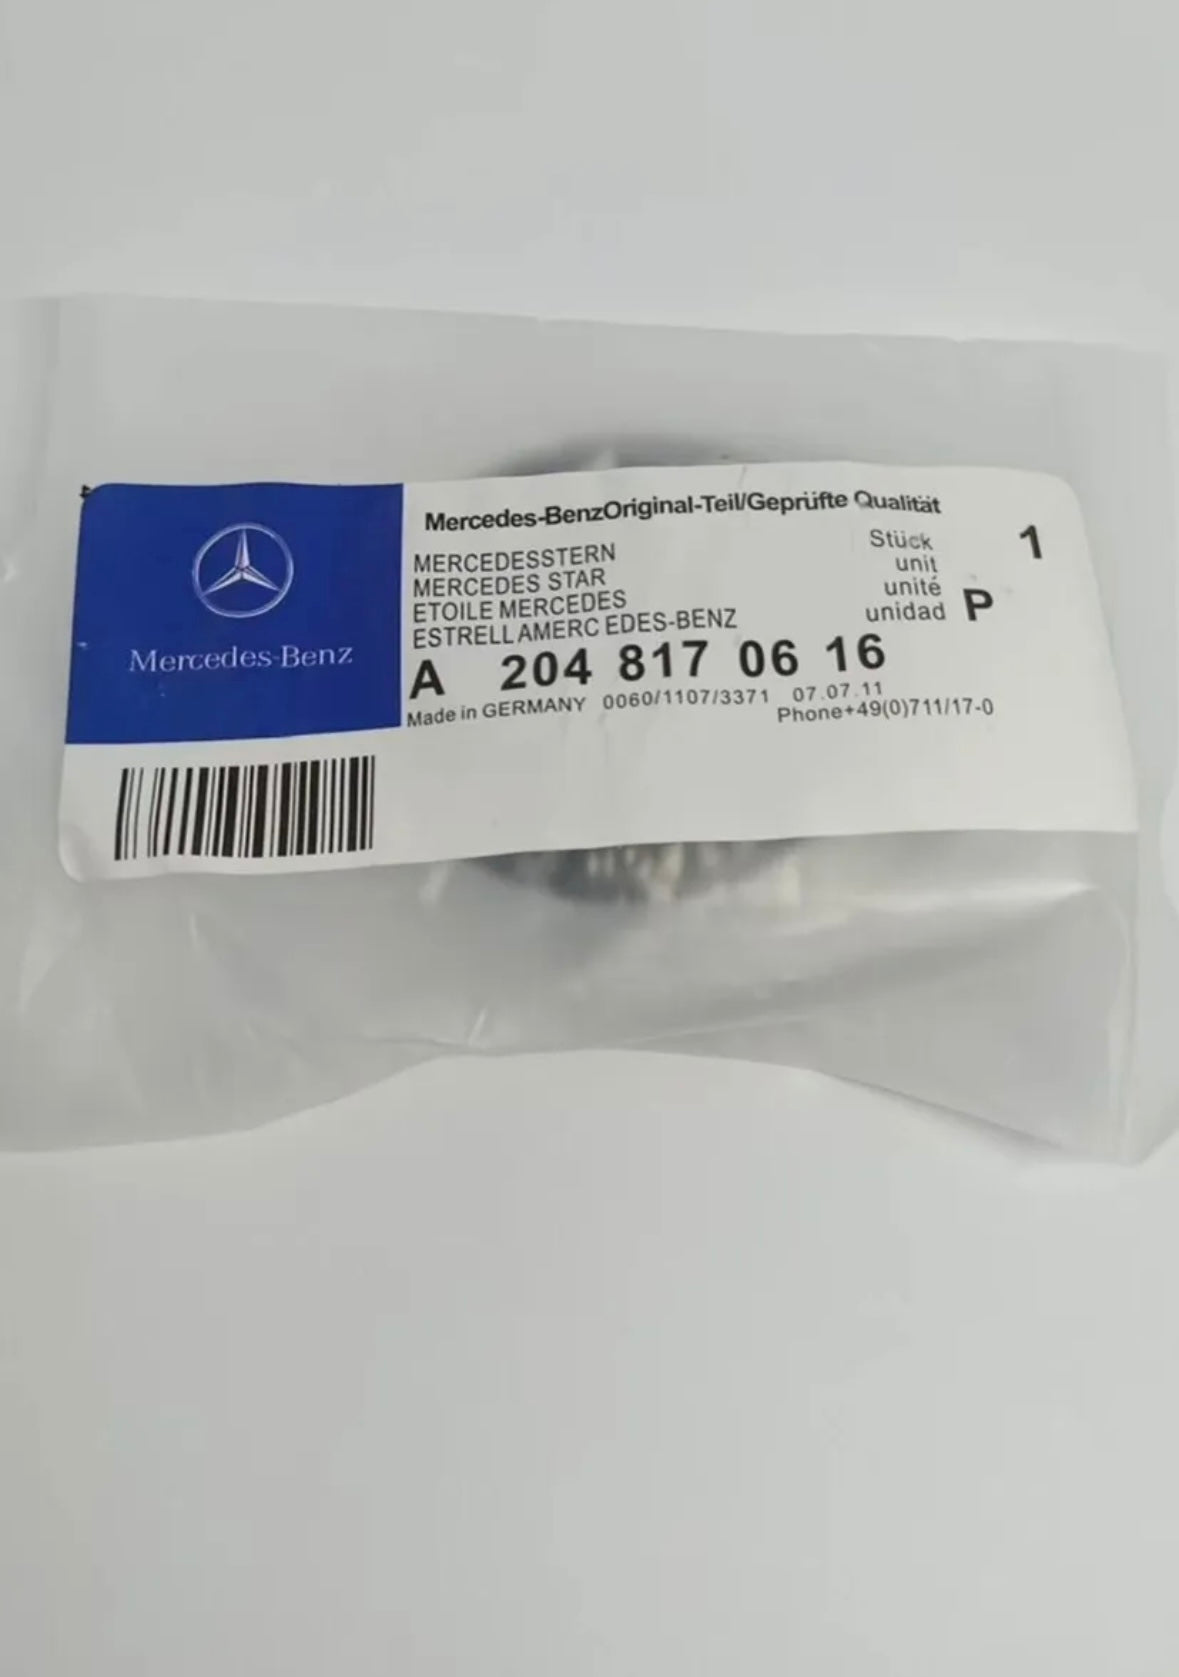 Mercedes-BenzOriginal-Teil/Geprüfte Qualität
MERCEDESSTERN Stück 1
MERCEDES STAR unit
ETOILE MERCEDES unité
ESTRELLAMERC EDES-BENZ unidad P
A 204 817 06 16
Made in GERMANY 0060/1107/3371 07.07.11
Phone+49(0)711/17-0
Mercedes-Benz